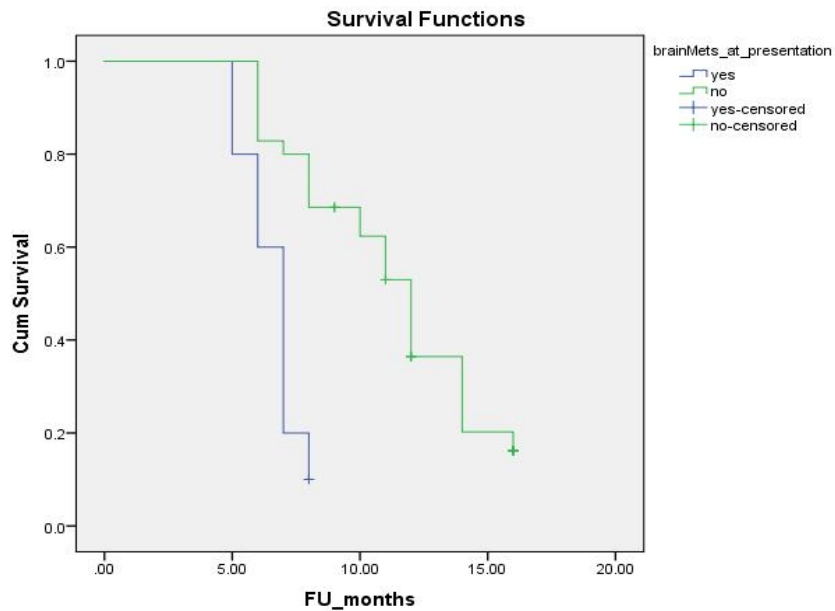 Survival Functions
brainMets_at_presentation
yes
no
yes-censored
no-censored
1.0
0.8
0.6
0.4
0.2
0.0
Cum Survival
.00 5.00 10.00 15.00 20.00
FU_months